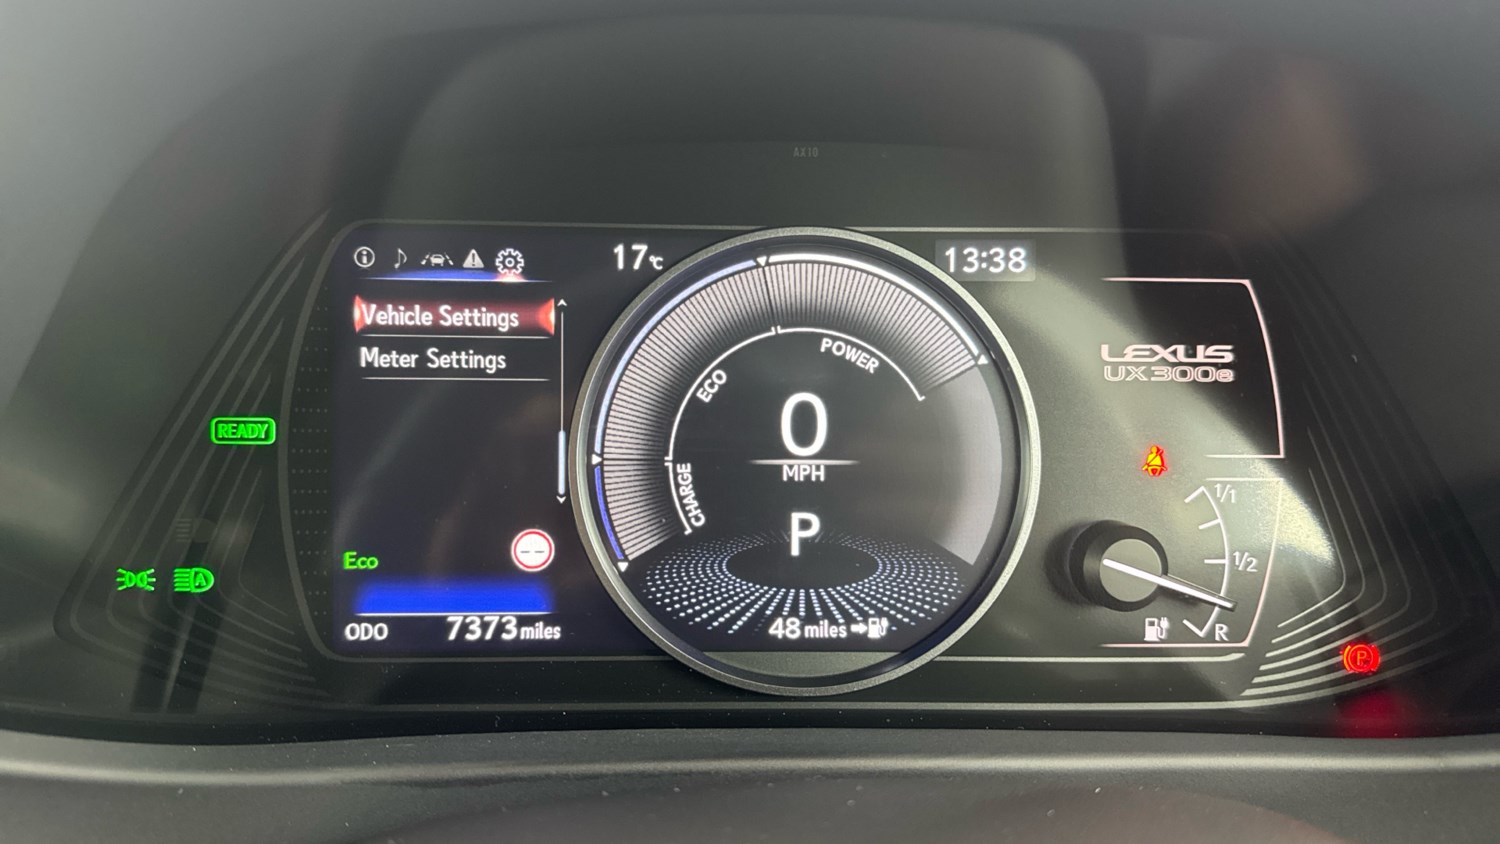 AX10
17°C
13:38
Vehicle Settings
Meter Settings
READY
POWER
ECO
CHARGE
0
MPH
P
LEXUS
UX300e
1/1
1/2
R
A
Eco
--
ODO 7373 miles
48 miles
P